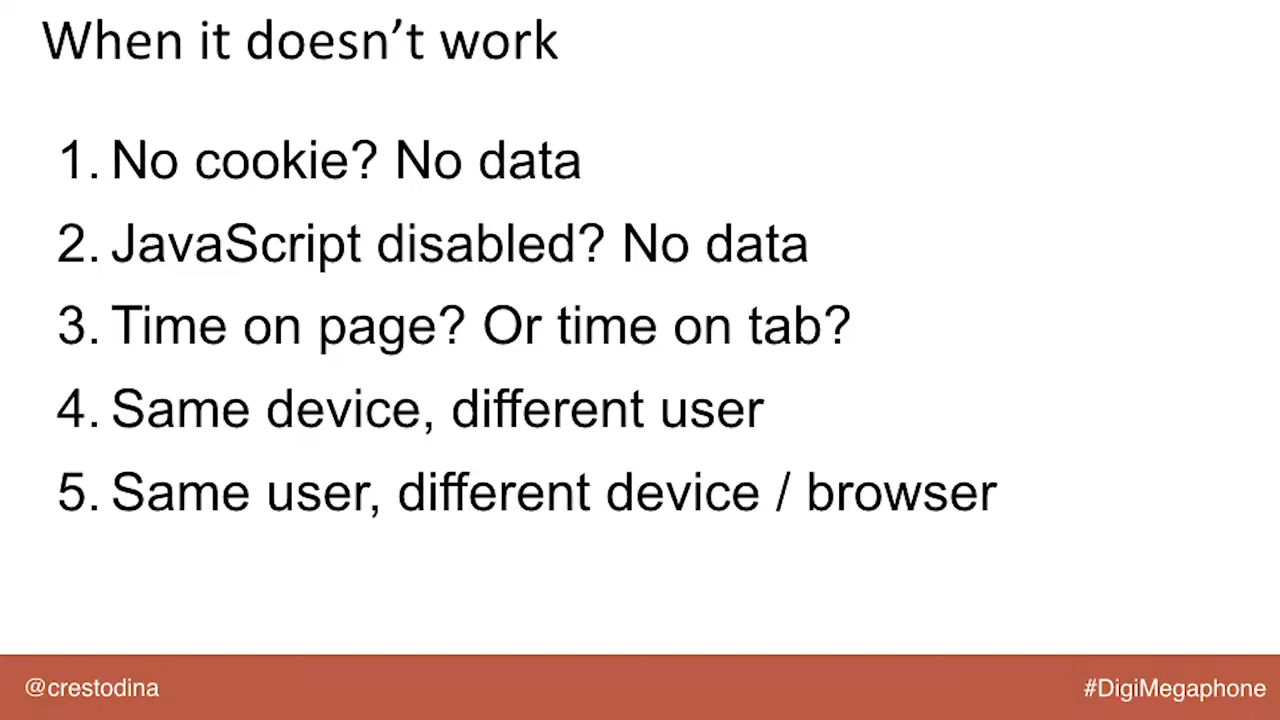 When it doesn’t work
1. No cookie? No data
2. JavaScript disabled? No data
3. Time on page? Or time on tab?
4. Same device, different user
5. Same user, different device / browser
@crestodina
#DigiMegaphone